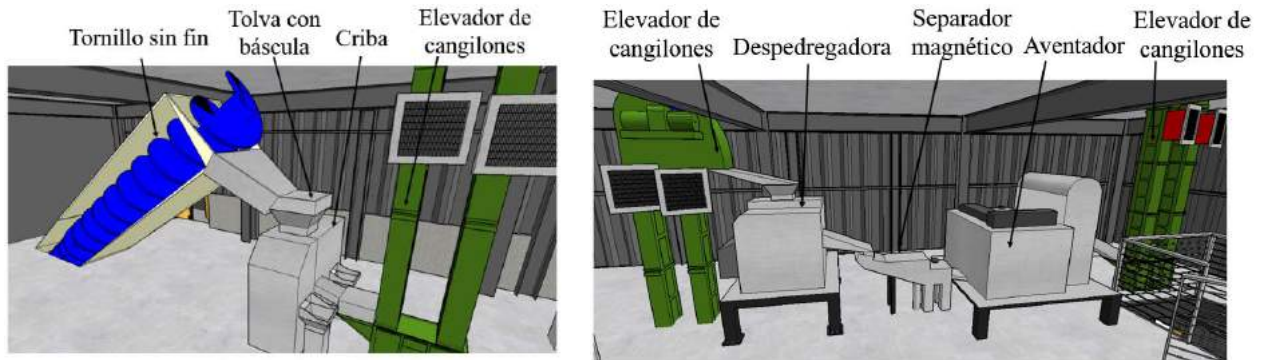 Tornillo sin fin
Tolva con
báscula
Criba
Elevador de
cangilones
Elevador de
cangilones
Despedregadora
Separador
magnético
Aventador
Elevador de
cangilones